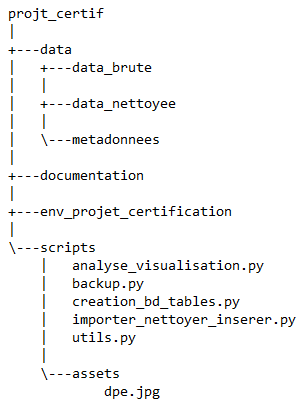 projt_certif
│
+---data
│   +---data_brute
│   │
│   +---data_nettoyee
│   │
│   \---metadonnees
│
+---documentation
│
+---env_projet_certification
│
\---scripts
    │   analyse_visualisation.py
    │   backup.py
    │   creation_bd_tables.py
    │   importer_nettoyer_inserer.py
    │   utils.py
    │
    \---assets
            dpe.jpg